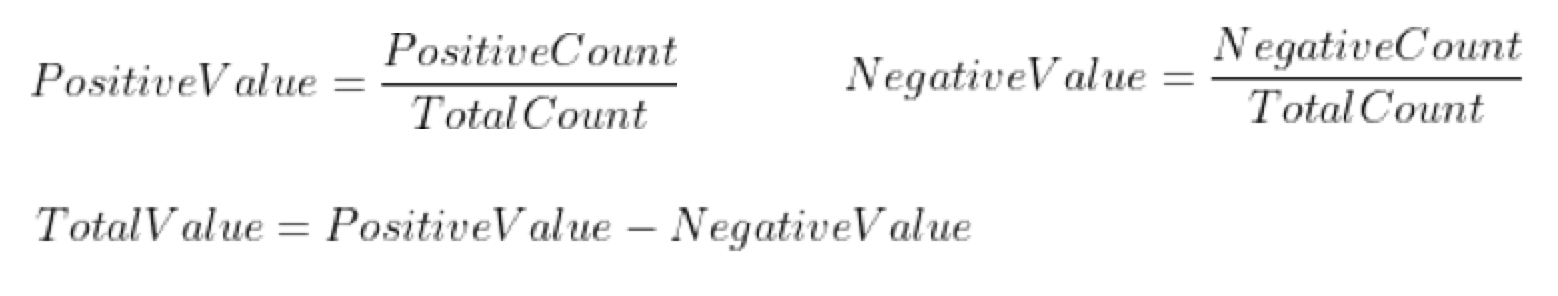 PositiveValue = PositiveCount / TotalCount
NegativeValue = NegativeCount / TotalCount
TotalValue = PositiveValue − NegativeValue